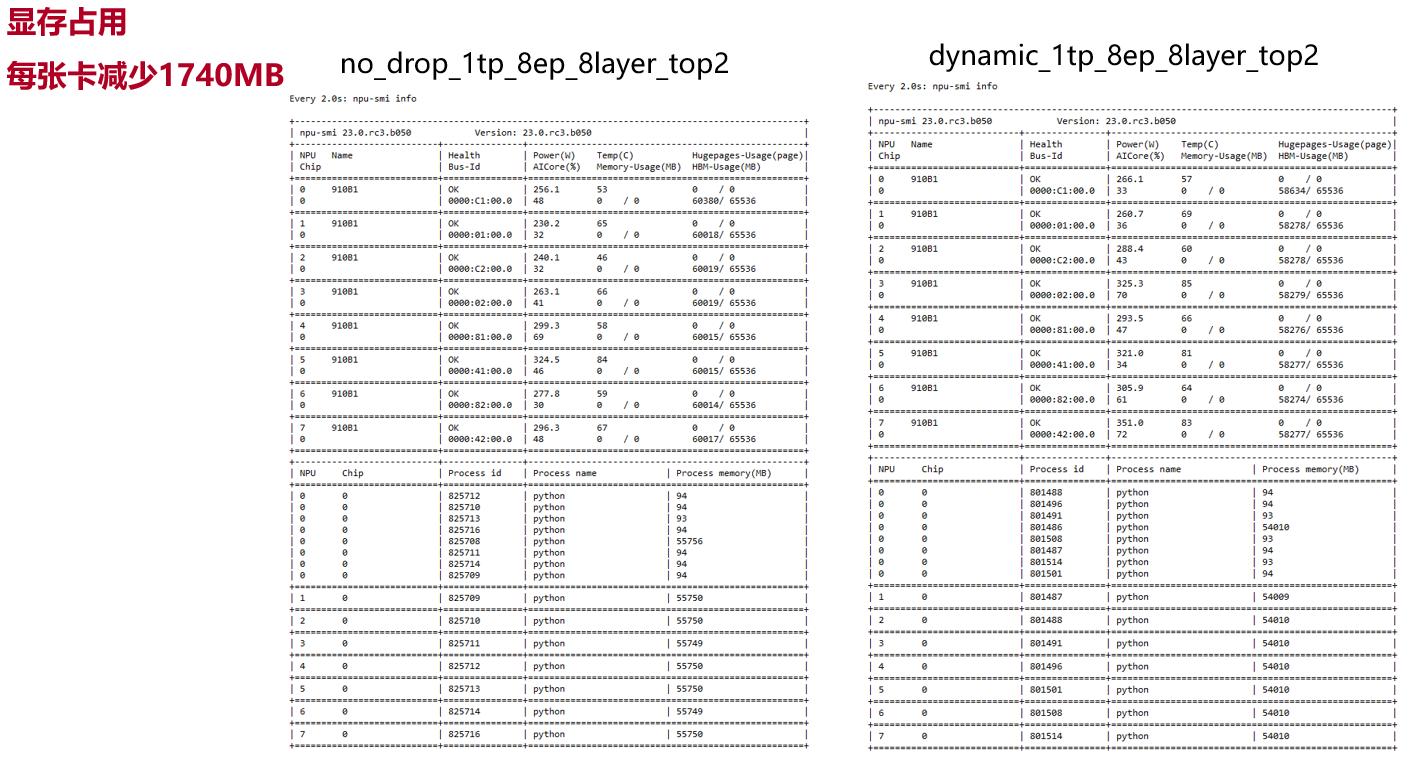 显存占用
每张卡减少1740MB
no_drop_1tp_8ep_8layer_top2
Every 2.0s: npu-smi info
+------------------------------------------------------------------------------------------------+
| npu-smi 23.0.rc3.b050            Version: 23.0.rc3.b050                                        |
| NPU   Name                | Health        | Power(W)    Temp(C)           Hugepages-Usage(page)|
| Chip                      | Bus-Id        | AICore(%)   Memory-Usage(MB)  HBM-Usage(MB)        |
| 0     910B1               | OK            | 256.1       53                0    / 0             |
| 0                         | 0000:C1:00.0  | 48          0    / 0          60380/ 65536         |
| 1     910B1               | OK            | 230.2       65                0    / 0             |
| 0                         | 0000:01:00.0  | 32          0    / 0          60018/ 65536         |
| 2     910B1               | OK            | 240.1       46                0    / 0             |
| 0                         | 0000:C2:00.0  | 32          0    / 0          60019/ 65536         |
| 3     910B1               | OK            | 263.1       66                0    / 0             |
| 0                         | 0000:02:00.0  | 41          0    / 0          60019/ 65536         |
| 4     910B1               | OK            | 299.3       58                0    / 0             |
| 0                         | 0000:81:00.0  | 69          0    / 0          60015/ 65536         |
| 5     910B1               | OK            | 324.5       84                0    / 0             |
| 0                         | 0000:41:00.0  | 46          0    / 0          60015/ 65536         |
| 6     910B1               | OK            | 277.8       59                0    / 0             |
| 0                         | 0000:82:00.0  | 30          0    / 0          60014/ 65536         |
| 7     910B1               | OK            | 296.3       67                0    / 0             |
| 0                         | 0000:42:00.0  | 48          0    / 0          60017/ 65536         |
| NPU     Chip              | Process id    | Process name             | Process memory(MB)      |
| 0       0                 | 825712        | python                   | 94                      |
| 0       0                 | 825710        | python                   | 94                      |
| 0       0                 | 825713        | python                   | 93                      |
| 0       0                 | 825716        | python                   | 94                      |
| 0       0                 | 825708        | python                   | 55756                   |
| 0       0                 | 825711        | python                   | 94                      |
| 0       0                 | 825714        | python                   | 94                      |
| 0       0                 | 825709        | python                   | 94                      |
| 1       0                 | 825709        | python                   | 55750                   |
| 2       0                 | 825710        | python                   | 55750                   |
| 3       0                 | 825711        | python                   | 55749                   |
| 4       0                 | 825712        | python                   | 55750                   |
| 5       0                 | 825713        | python                   | 55750                   |
| 6       0                 | 825714        | python                   | 55749                   |
| 7       0                 | 825716        | python                   | 55750                   |
dynamic_1tp_8ep_8layer_top2
Every 2.0s: npu-smi info
| npu-smi 23.0.rc3.b050            Version: 23.0.rc3.b050                                        |
| NPU   Name                | Health        | Power(W)    Temp(C)           Hugepages-Usage(page)|
| Chip                      | Bus-Id        | AICore(%)   Memory-Usage(MB)  HBM-Usage(MB)        |
| 0     910B1               | OK            | 266.1       57                0    / 0             |
| 0                         | 0000:C1:00.0  | 33          0    / 0          58634/ 65536         |
| 1     910B1               | OK            | 260.7       69                0    / 0             |
| 0                         | 0000:01:00.0  | 36          0    / 0          58278/ 65536         |
| 2     910B1               | OK            | 288.4       60                0    / 0             |
| 0                         | 0000:C2:00.0  | 43          0    / 0          58278/ 65536         |
| 3     910B1               | OK            | 325.3       85                0    / 0             |
| 0                         | 0000:02:00.0  | 70          0    / 0          58279/ 65536         |
| 4     910B1               | OK            | 293.5       66                0    / 0             |
| 0                         | 0000:81:00.0  | 47          0    / 0          58276/ 65536         |
| 5     910B1               | OK            | 321.0       81                0    / 0             |
| 0                         | 0000:41:00.0  | 34          0    / 0          58277/ 65536         |
| 6     910B1               | OK            | 305.9       64                0    / 0             |
| 0                         | 0000:82:00.0  | 61          0    / 0          58274/ 65536         |
| 7     910B1               | OK            | 351.0       83                0    / 0             |
| 0                         | 0000:42:00.0  | 72          0    / 0          58277/ 65536         |
| NPU     Chip              | Process id    | Process name             | Process memory(MB)      |
| 0       0                 | 801488        | python                   | 94                      |
| 0       0                 | 801496        | python                   | 94                      |
| 0       0                 | 801491        | python                   | 93                      |
| 0       0                 | 801486        | python                   | 54010                   |
| 0       0                 | 801508        | python                   | 93                      |
| 0       0                 | 801487        | python                   | 94                      |
| 0       0                 | 801514        | python                   | 93                      |
| 0       0                 | 801501        | python                   | 94                      |
| 1       0                 | 801487        | python                   | 54009                   |
| 2       0                 | 801488        | python                   | 54010                   |
| 3       0                 | 801491        | python                   | 54010                   |
| 4       0                 | 801496        | python                   | 54010                   |
| 5       0                 | 801501        | python                   | 54010                   |
| 6       0                 | 801508        | python                   | 54010                   |
| 7       0                 | 801514        | python                   | 54010                   |